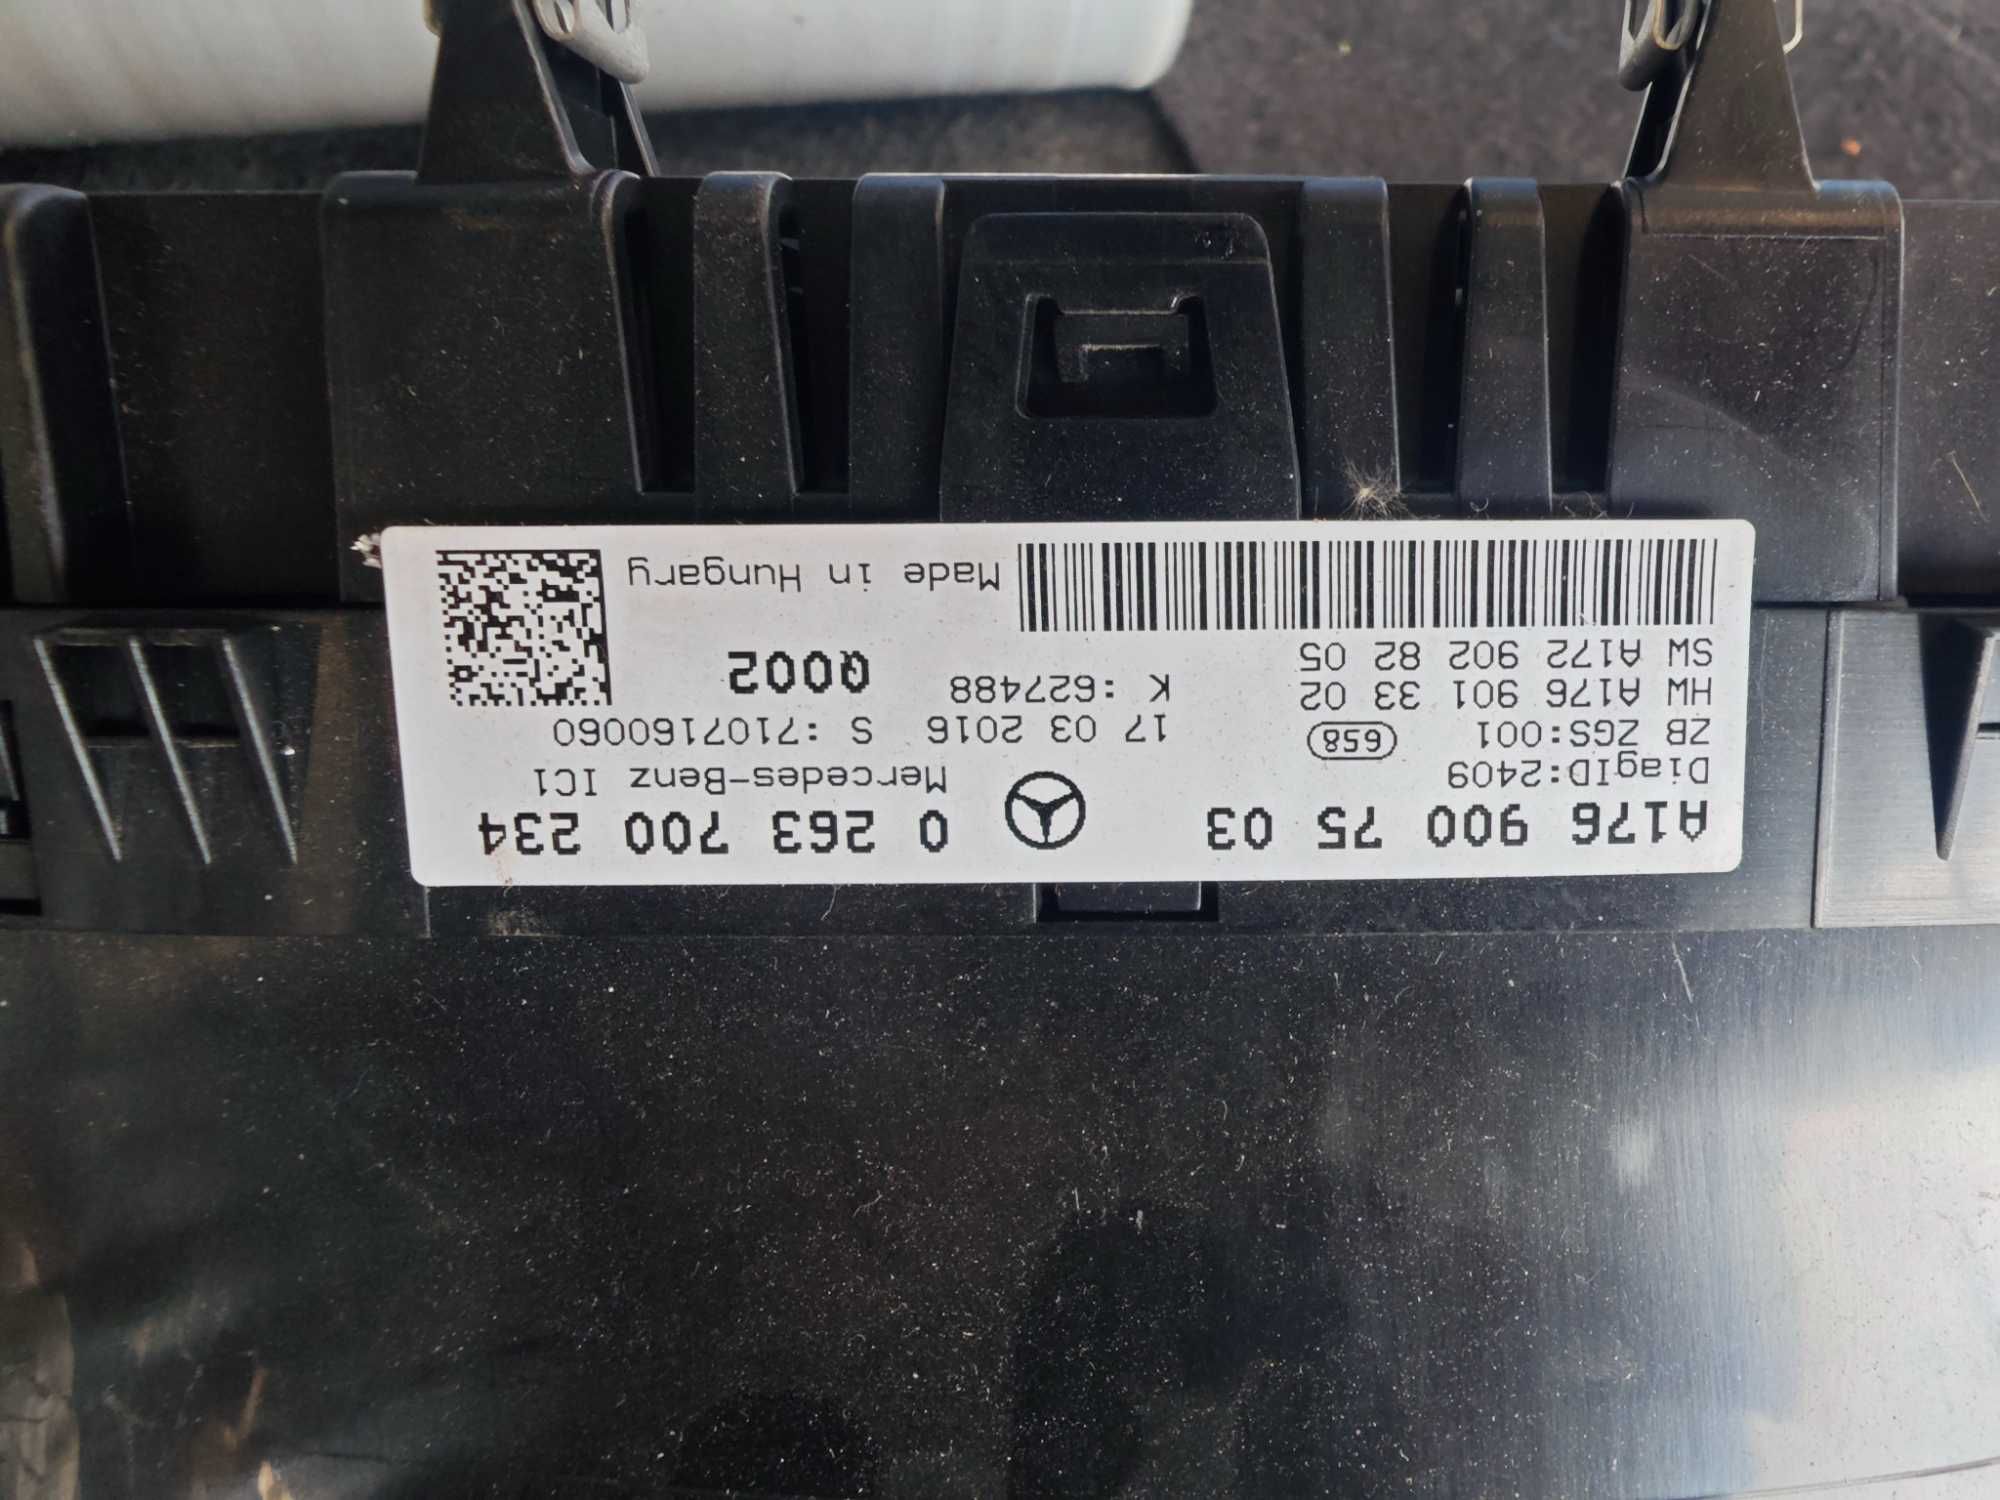 A176 900 75 03 0 263 700 234
DiagID:2409 Mercedes-Benz IC1
ZB ZGS:001 658 17 03 2016 S :7107160060
HW A176 901 33 02 K :627488 Q002
SW A172 902 82 05
Made in Hungary